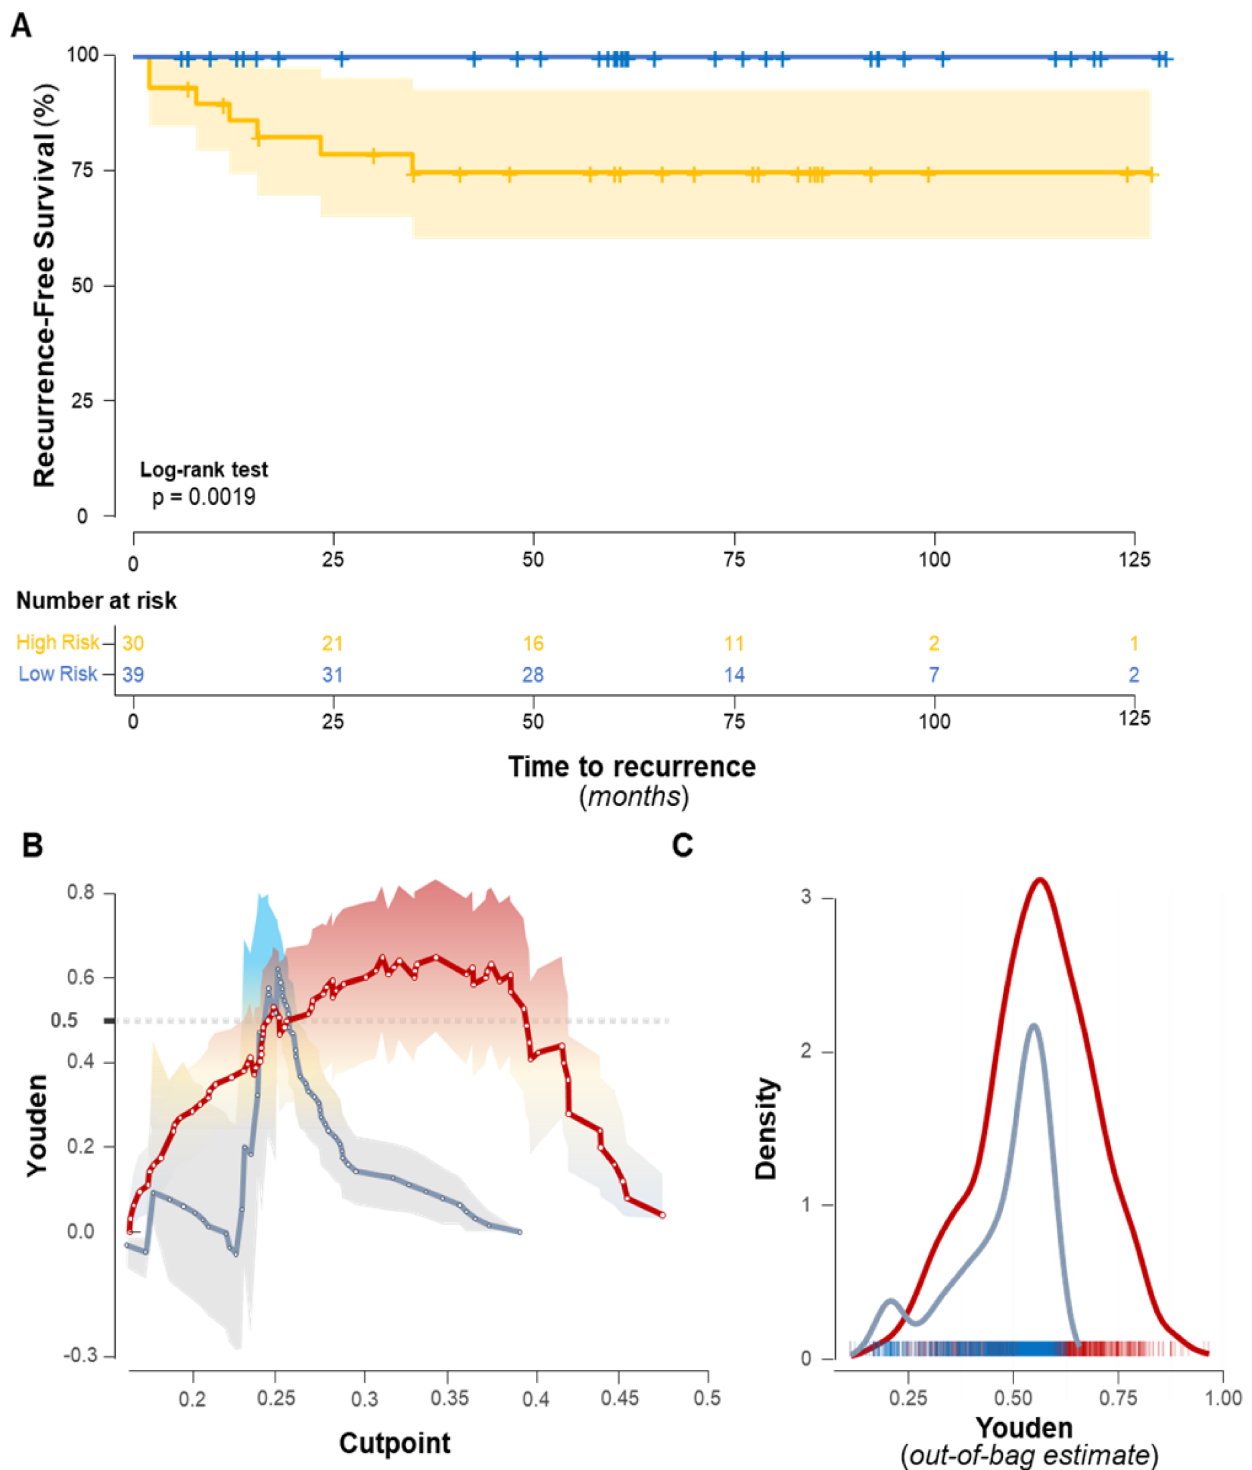 A
Recurrence-Free Survival (%)
100
75
50
25
0
Log-rank test
p = 0.0019
0 25 50 75 100 125
Number at risk
High Risk 30 21 16 11 2 1
Low Risk 39 31 28 14 7 2
0 25 50 75 100 125
Time to recurrence
(months)
B
Youden
0.8
0.6
0.5
0.4
0.2
0.0
-0.3
0.2 0.25 0.3 0.35 0.4 0.45 0.5
Cutpoint
C
Density
3
2
1
0
0.25 0.50 0.75 1.00
Youden
(out-of-bag estimate)